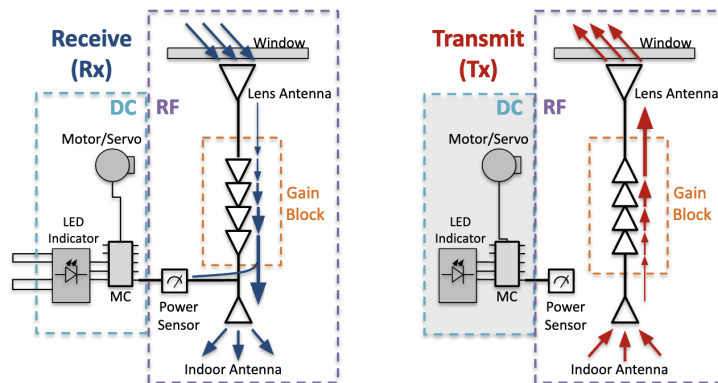 Receive
(Rx)
Window
Lens Antenna
DC
RF
Motor/Servo
Gain
Block
LED
Indicator
MC
Power
Sensor
Indoor Antenna
Transmit
(Tx)
Window
Lens Antenna
DC
RF
Motor/Servo
Gain
Block
LED
Indicator
MC
Power
Sensor
Indoor Antenna